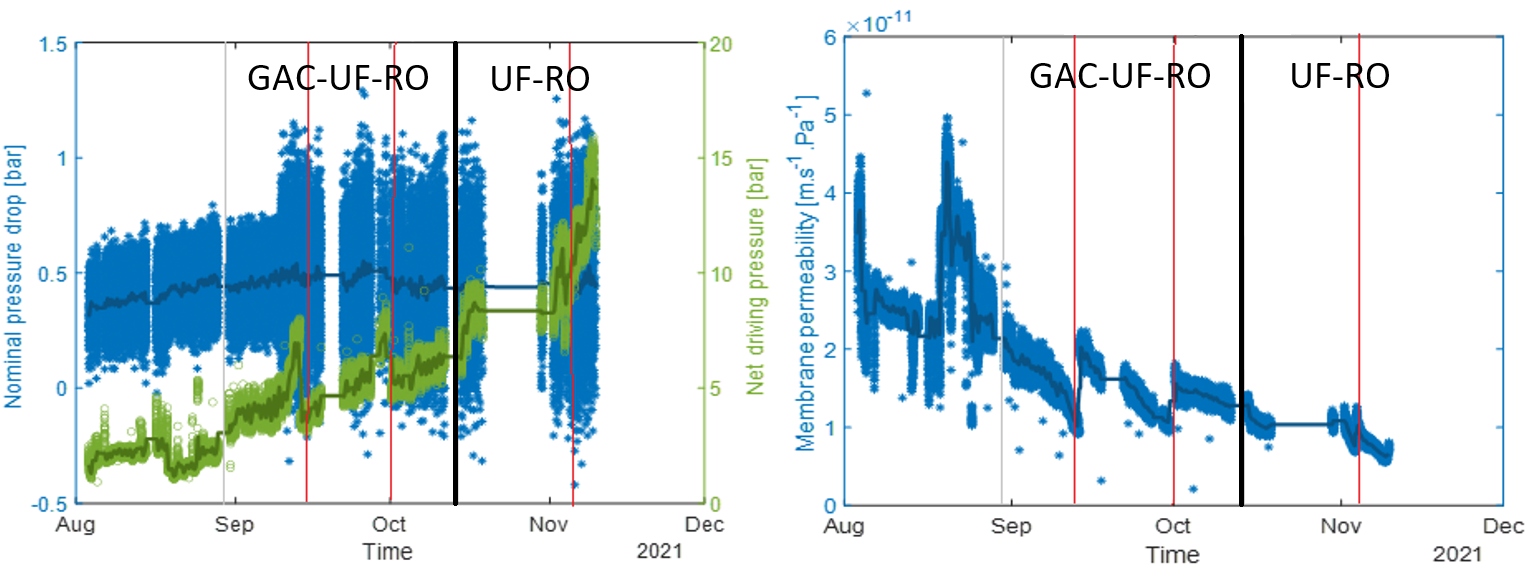 GAC-UF-RO
UF-RO
1.5
1
0.5
0
-0.5
Nominal pressure drop [bar]
20
15
10
5
0
Net driving pressure [bar]
Aug
Sep
Oct
Nov
Dec
Time
2021
×10⁻¹¹
GAC-UF-RO
UF-RO
6
5
4
3
2
1
0
Membrane permeability [m.s⁻¹.Pa⁻¹]
Aug
Sep
Oct
Nov
Dec
Time
2021